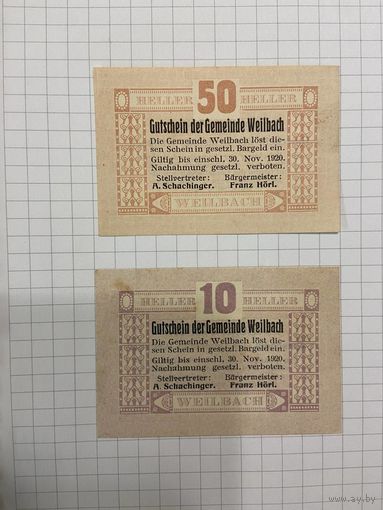 HELLER 50 HELLER
Gutschein der Gemeinde Weilbach
Die Gemeinde Weilbach löst die-
sen Schein in gesetzl. Bargeld ein.
Giltig bis einschl. 30. Nov. 1920.
Nachahmung gesetzl. verboten.
Stellvertreter: Bürgermeister:
A. Schachinger. Franz Hörl.
WEILBACH
HELLER 10 HELLER
Gutschein der Gemeinde Weilbach
Die Gemeinde Weilbach löst die-
sen Schein in gesetzl. Bargeld ein.
Giltig bis einschl. 30. Nov. 1920.
Nachahmung gesetzl. verboten.
Stellvertreter: Bürgermeister:
A. Schachinger. Franz Hörl.
WEILBACH
www.ay.by